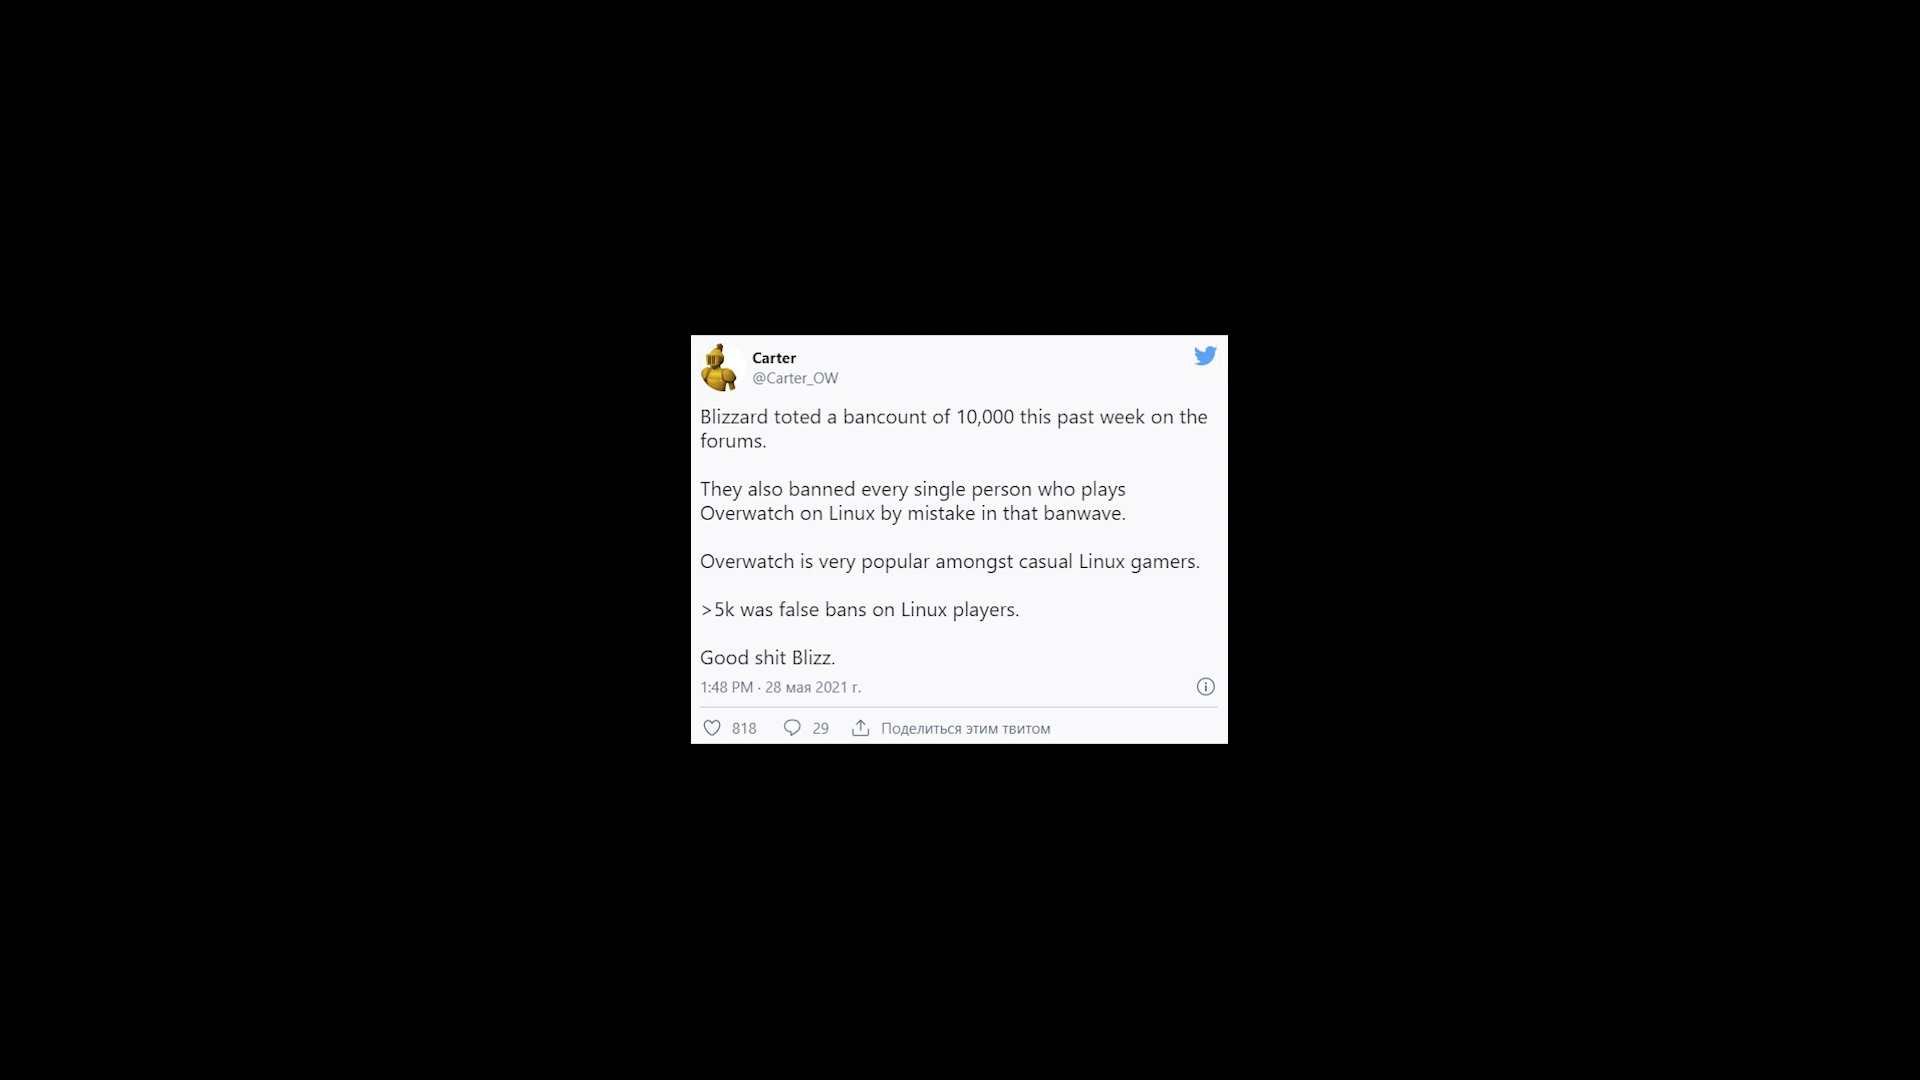 Carter
@Carter_OW
Blizzard toted a bancount of 10,000 this past week on the
forums.
They also banned every single person who plays
Overwatch on Linux by mistake in that banwave.
Overwatch is very popular amongst casual Linux gamers.
>5k was false bans on Linux players.
Good shit Blizz.
1:48 PM · 28 мая 2021 г.
818 29 Поделиться этим твитом